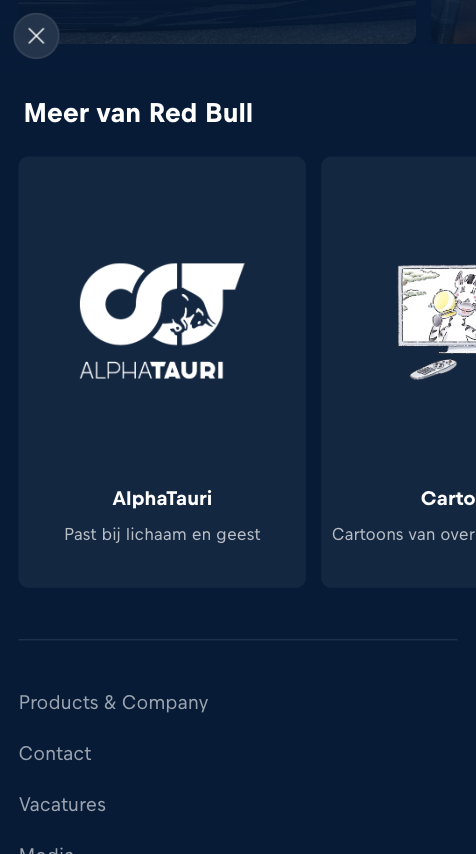 Meer van Red Bull
ALPHATAURI
AlphaTauri
Past bij lichaam en geest
Carto
Cartoons van over
Products & Company
Contact
Vacatures
Media